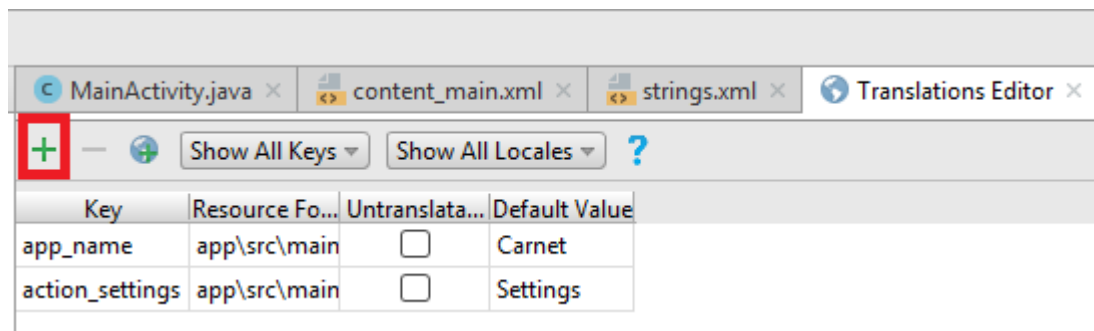 MainActivity.java content_main.xml strings.xml Translations Editor
Show All Keys Show All Locales ?
Key Resource Fo... Untranslata... Default Value
app_name app\src\main Carnet
action_settings app\src\main Settings